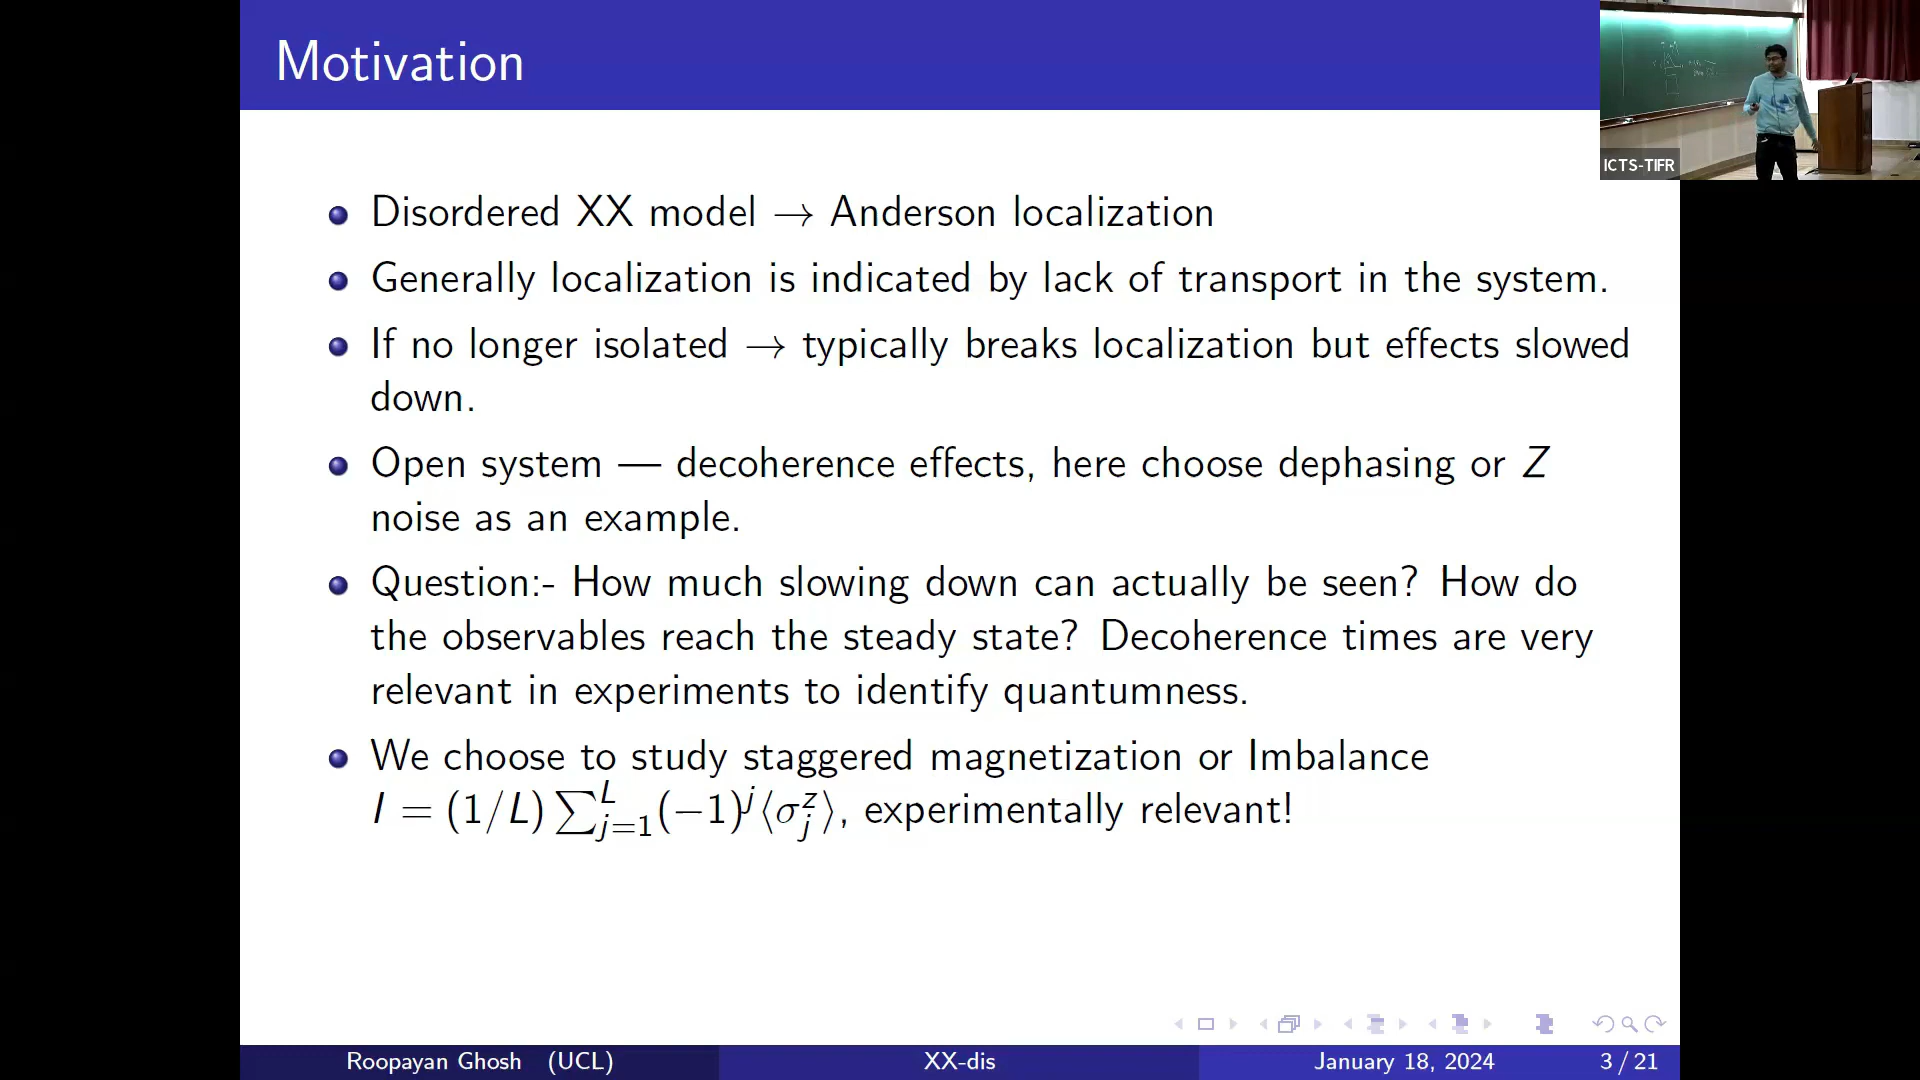 Motivation
ICTS-TIFR
Disordered XX model → Anderson localization
Generally localization is indicated by lack of transport in the system.
If no longer isolated → typically breaks localization but effects slowed
down.
Open system — decoherence effects, here choose dephasing or Z
noise as an example.
Question:- How much slowing down can actually be seen? How do
the observables reach the steady state? Decoherence times are very
relevant in experiments to identify quantumness.
We choose to study staggered magnetization or Imbalance
I = (1/L) ∑_{j=1}^{L} (−1)^j ⟨σ_j^z⟩, experimentally relevant!
Roopayan Ghosh (UCL) XX-dis January 18, 2024 3 / 21